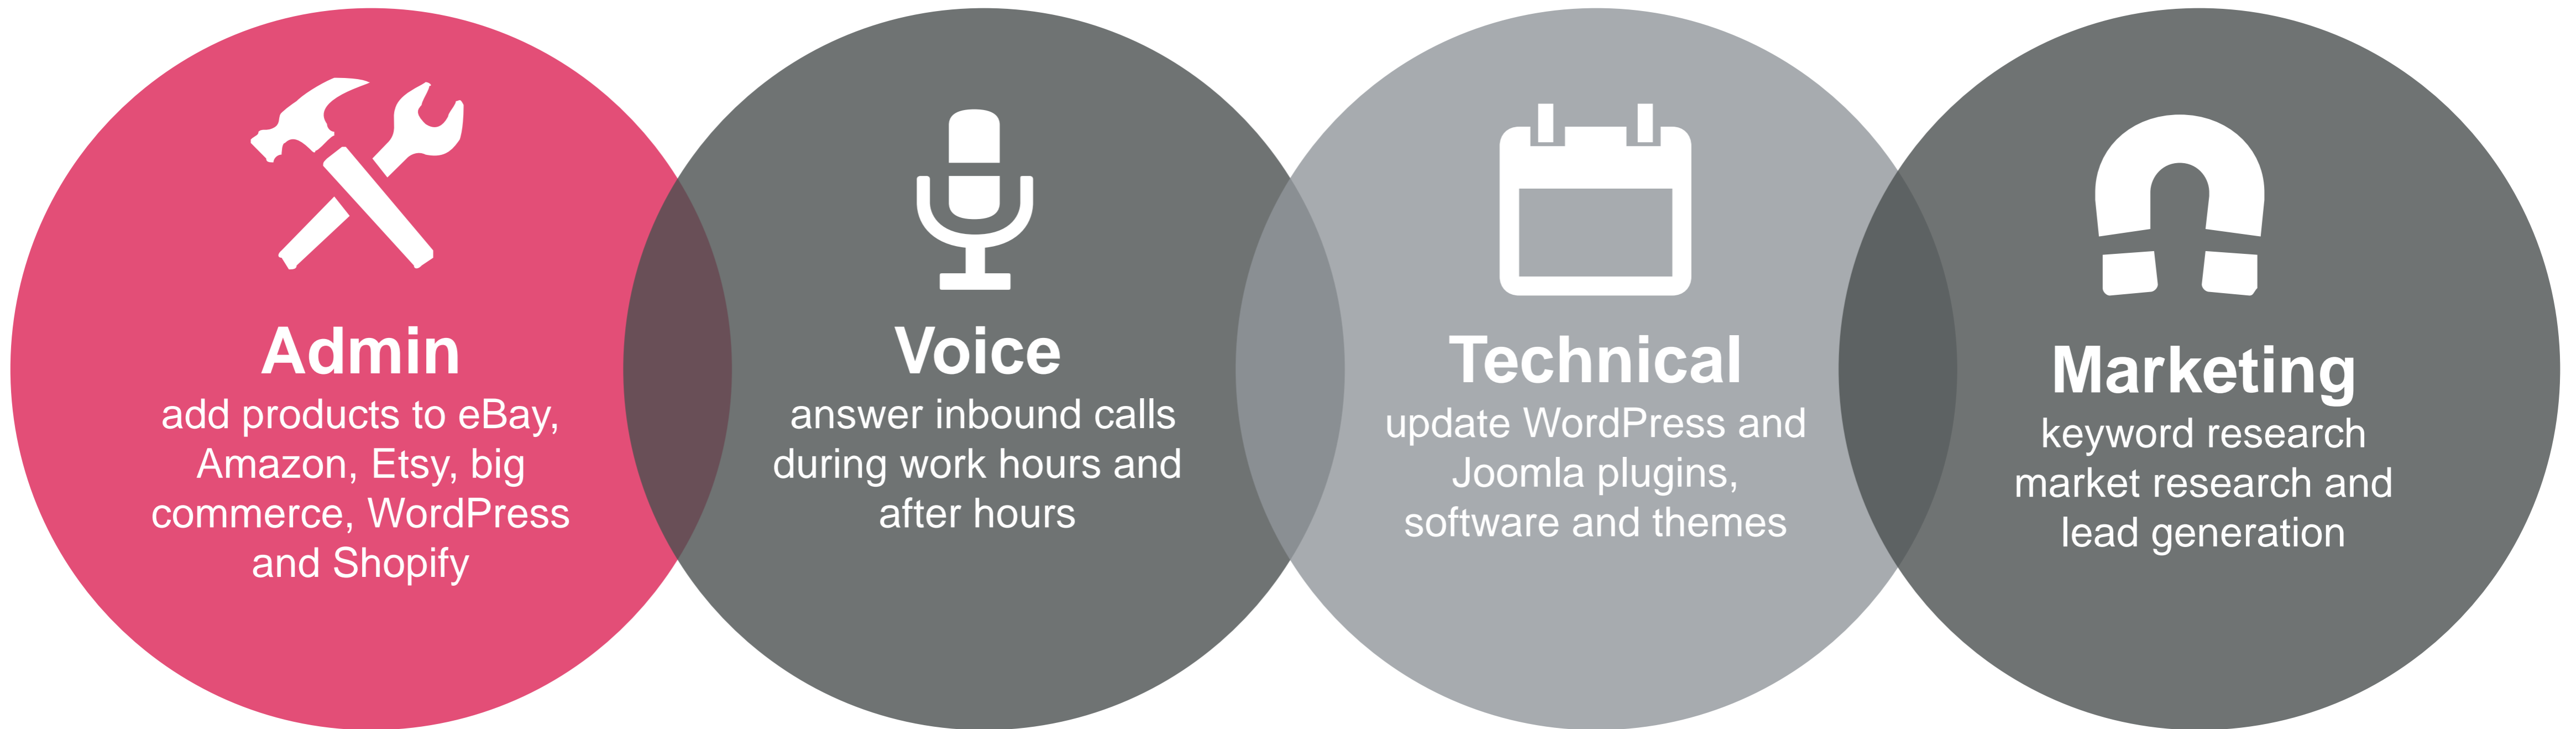 Admin
add products to eBay,
Amazon, Etsy, big
commerce, WordPress
and Shopify
Voice
answer inbound calls
during work hours and
after hours
Technical
update WordPress and
Joomla plugins,
software and themes
Marketing
keyword research
market research and
lead generation